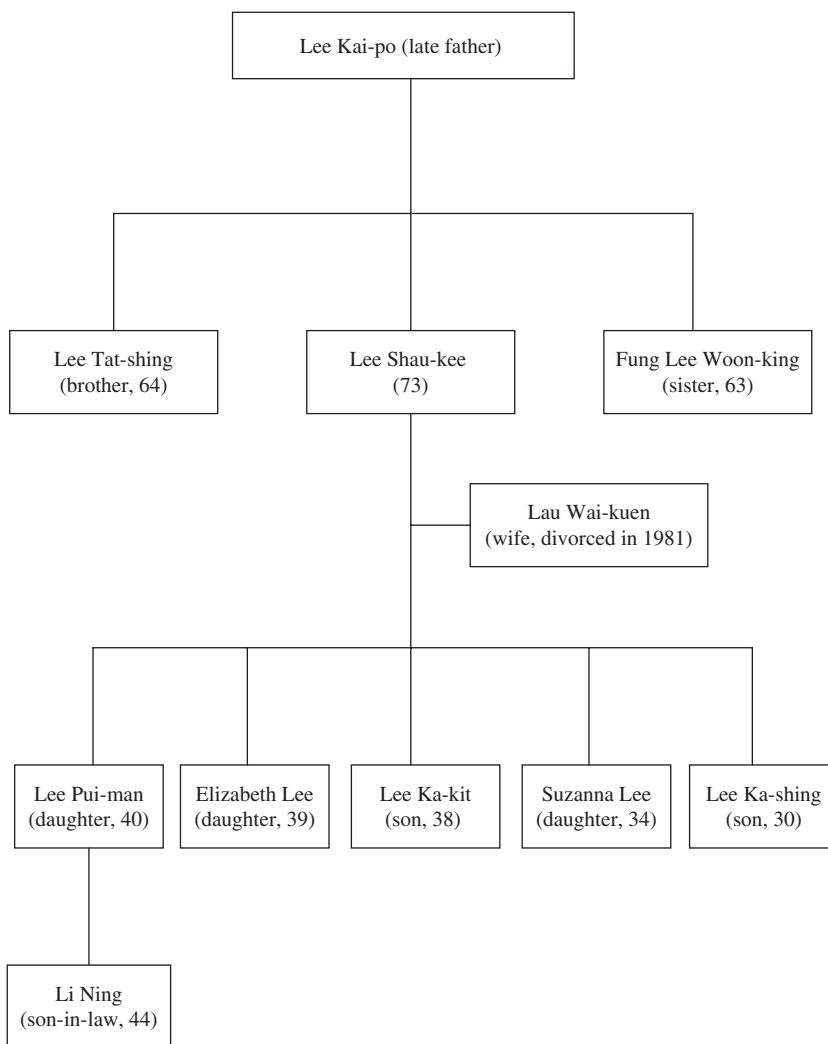 Lee Kai-po (late father)
Lee Tat-shing
(brother, 64)
Lee Shau-kee
(73)
Fung Lee Woon-king
(sister, 63)
Lau Wai-kuen
(wife, divorced in 1981)
Lee Pui-man
(daughter, 40)
Elizabeth Lee
(daughter, 39)
Lee Ka-kit
(son, 38)
Suzanna Lee
(daughter, 34)
Lee Ka-shing
(son, 30)
Li Ning
(son-in-law, 44)